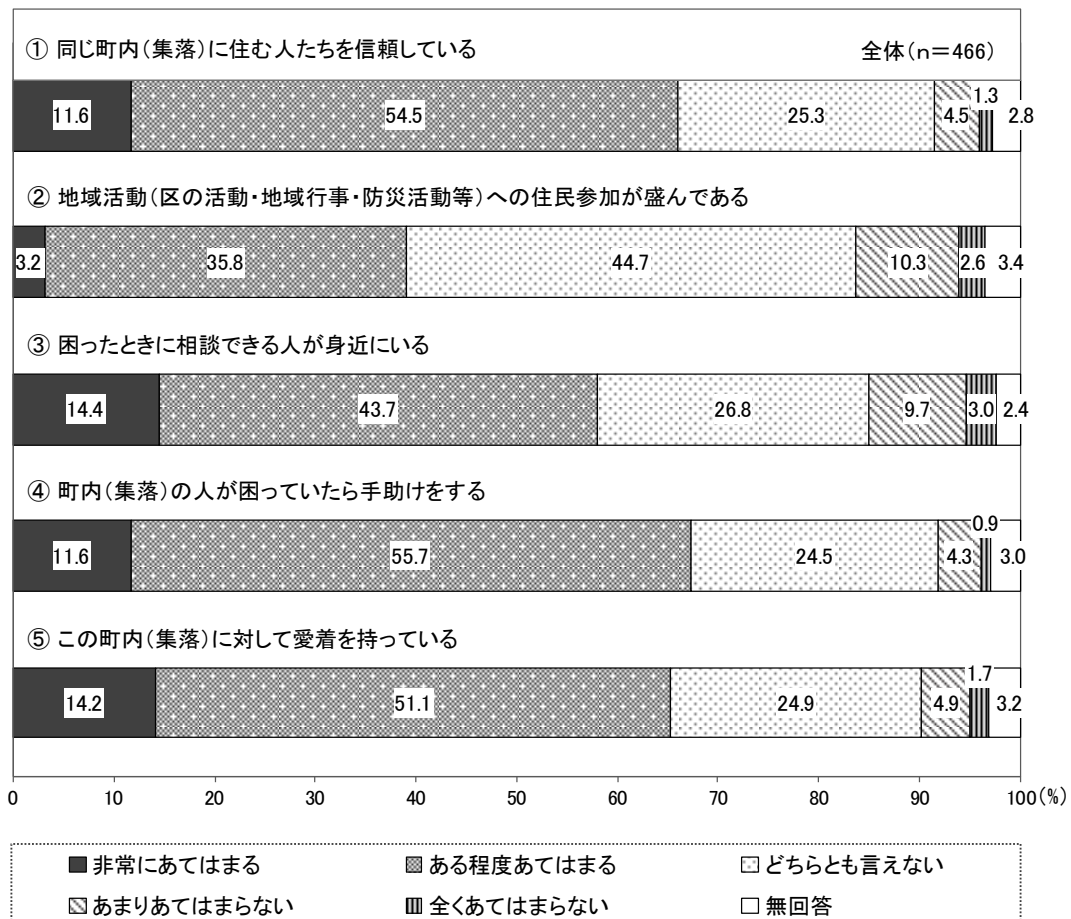 ① 同じ町内(集落)に住む人たちを信頼している 全体(n=466)
11.6 54.5 25.3 4.5 1.3 2.8
② 地域活動(区の活動・地域行事・防災活動等)への住民参加が盛んである
3.2 35.8 44.7 10.3 2.6 3.4
③ 困ったときに相談できる人が身近にいる
14.4 43.7 26.8 9.7 3.0 2.4
④ 町内(集落)の人が困っていたら手助けをする
11.6 55.7 24.5 4.3 0.9 3.0
⑤ この町内(集落)に対して愛着を持っている
14.2 51.1 24.9 4.9 1.7 3.2
0 10 20 30 40 50 60 70 80 90 100(%)
非常にあてはまる ある程度あてはまる どちらとも言えない
あまりあてはまらない 全くあてはまらない 無回答